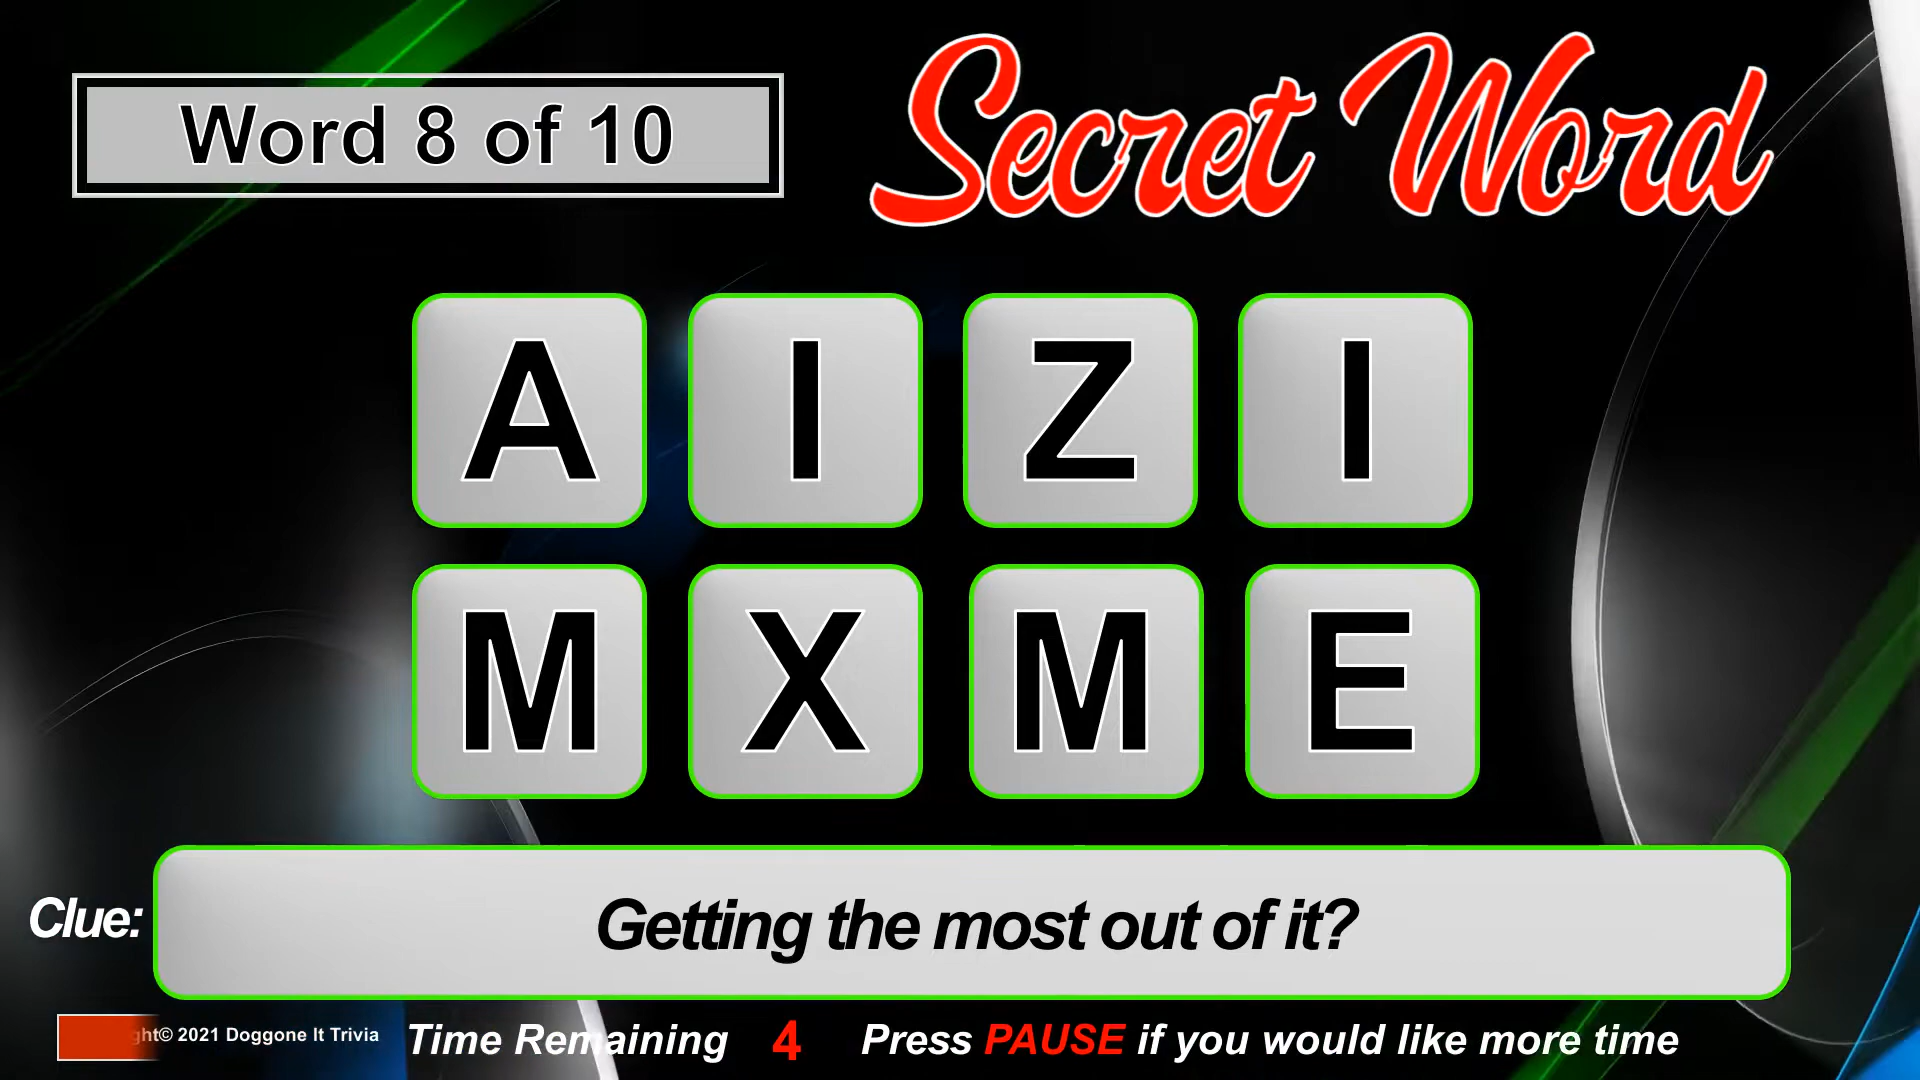 Word 8 of 10
Secret Word
A I Z I
M X M E
Clue: Getting the most out of it?
ght© 2021 Doggone It Trivia
Time Remaining 4 Press PAUSE if you would like more time